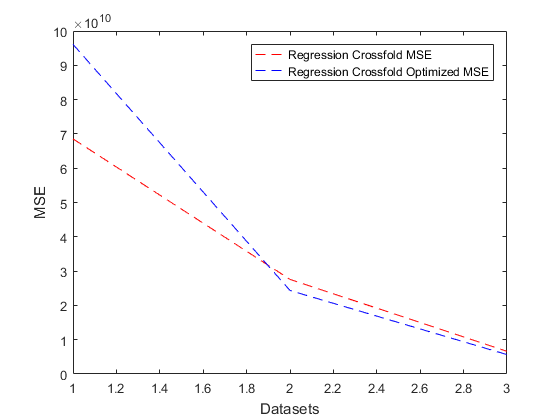 ×10^10
10
9
8
7
6
5
4
3
2
1
0
MSE
Regression Crossfold MSE
Regression Crossfold Optimized MSE
1 1.2 1.4 1.6 1.8 2 2.2 2.4 2.6 2.8 3
Datasets